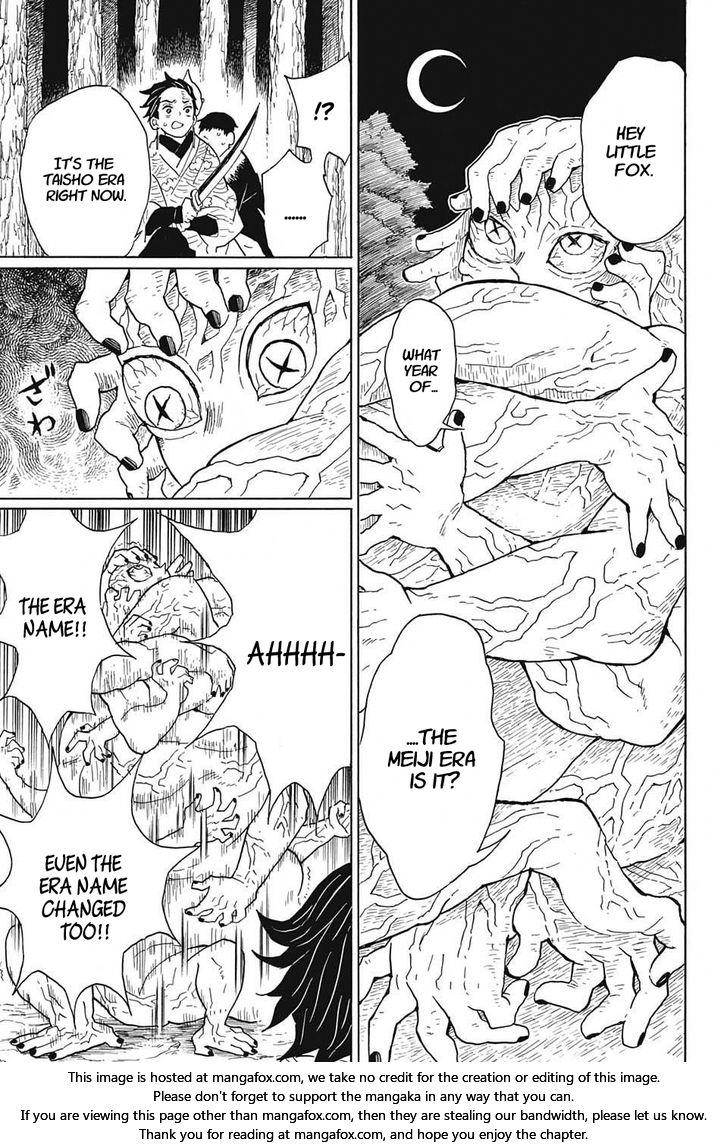 HEY
LITTLE
FOX.
WHAT
YEAR
OF...
....THE
MEIJI ERA
IS IT?
!?
.......
IT'S THE
TAISHO ERA
RIGHT NOW.
わざ
AHHHH-
THE ERA
NAME!!
EVEN THE
ERA NAME
CHANGED
TOO!!
This image is hosted at mangafox.com, we take no credit for the creation or editing of this image.
Please don't forget to support the mangaka in any way that you can.
If you are viewing this page other than mangafox.com, then they are stealing our bandwidth, please let us know.
Thank you for reading at mangafox.com, and hope you enjoy the chapter.